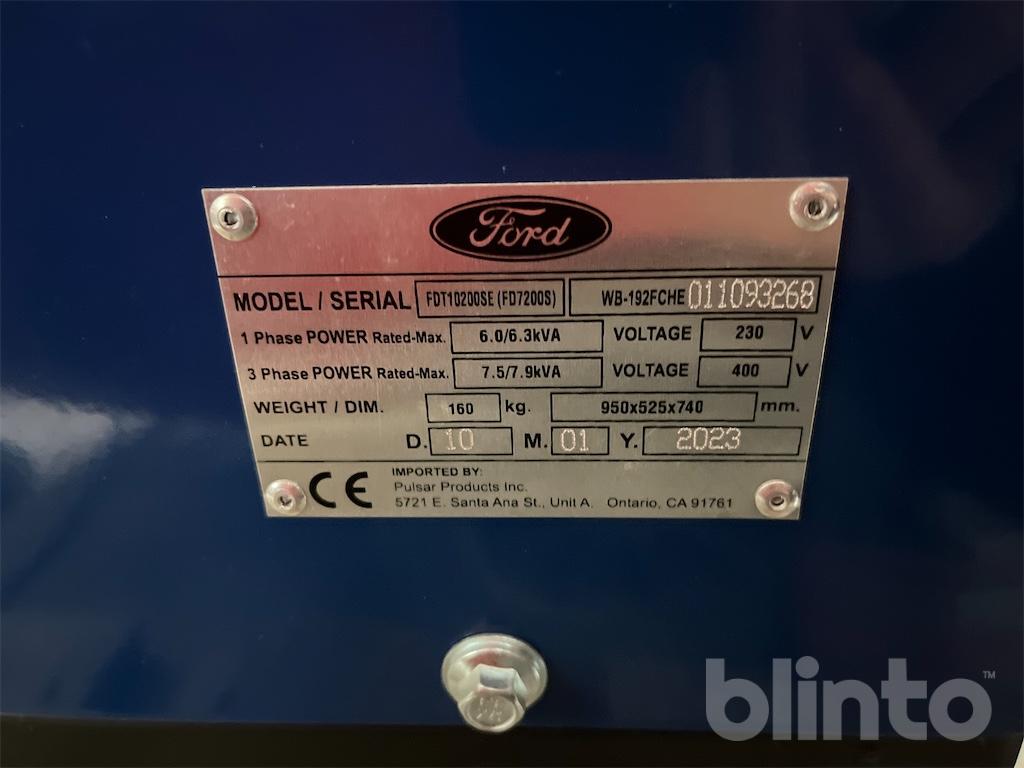 Ford
MODEL / SERIAL FDT10200SE (FD7200S) WB-192FCHE 011093268
1 Phase POWER Rated-Max. 6.0/6.3kVA VOLTAGE 230 V
3 Phase POWER Rated-Max. 7.5/7.9kVA VOLTAGE 400 V
WEIGHT / DIM. 160 kg. 950x525x740 mm.
DATE D. 10 M. 01 Y. 2023
CE IMPORTED BY:
Pulsar Products Inc.
5721 E. Santa Ana St., Unit A. Ontario, CA 91761
blinto™